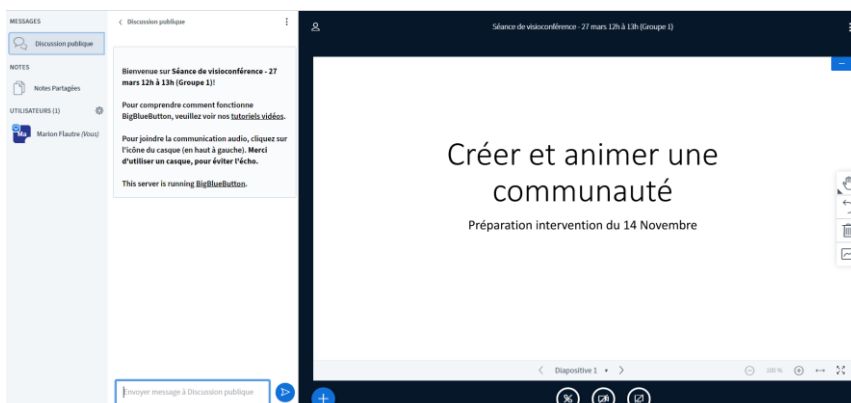 MESSAGES
Discussion publique
NOTES
Notes Partagées
UTILISATEURS (1)
Ma
Marion Flautre (Vous)
Discussion publique
Bienvenue sur Séance de visioconférence - 27
mars 12h à 13h (Groupe 1)!
Pour comprendre comment fonctionne
BigBlueButton, veuillez voir nos tutoriels vidéos.
Pour joindre la communication audio, cliquez sur
l'icône du casque (en haut à gauche). Merci
d'utiliser un casque, pour éviter l'écho.
This server is running BigBlueButton.
Envoyer message à Discussion publique
Séance de visioconférence - 27 mars 12h à 13h (Groupe 1)
Créer et animer une
communauté
Préparation intervention du 14 Novembre
Diapositive 1
100 %